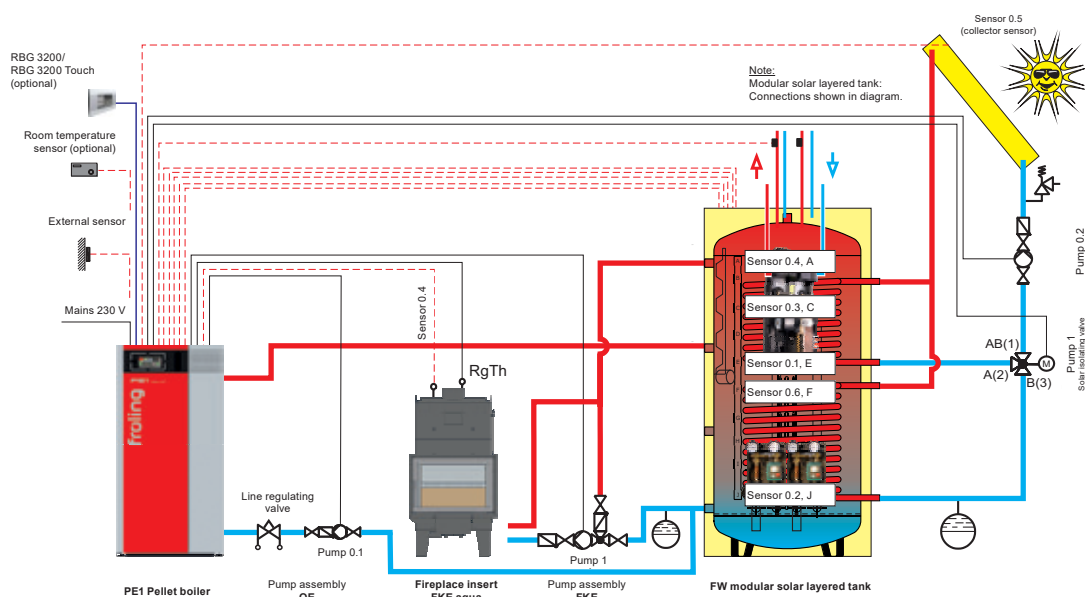 Sensor 0.5
(collector sensor)
RBG 3200/
RBG 3200 Touch
(optional)
Note:
Modular solar layered tank:
Connections shown in diagram.
Room temperature
sensor (optional)
External sensor
Mains 230 V
Sensor 0.4
RgTh
Sensor 0.4, A
Sensor 0.3, C
Sensor 0.1, E
Sensor 0.6, F
Sensor 0.2, J
Pump 0.2
AB(1)
A(2)
B(3)
M
Pump 1
Solar isolating valve
PE1
froling
Line regulating
valve
Pump 0.1
Pump 1
PE1 Pellet boiler
Pump assembly
Fireplace insert
Pump assembly
FW modular solar layered tank